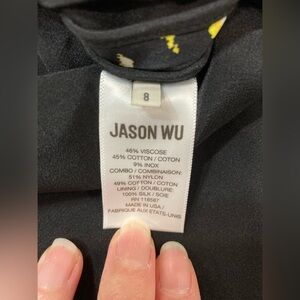 8
JASON WU
46% VISCOSE
45% COTTON / COTON
9% INOX
COMBO / COMBINAISON:
51% NYLON
49% COTTON / COTON
LINING / DOUBLURE:
100% SILK / SOIE
RN 116567
MADE IN USA /
FABRIQUE AUX ETATS-UNIS